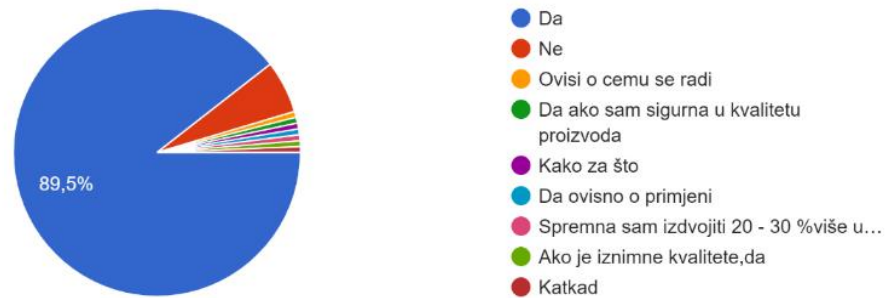 89,5%
Da
Ne
Ovisi o cemu se radi
Da ako sam sigurna u kvalitetu
proizvoda
Kako za što
Da ovisno o primjeni
Spremna sam izdvojiti 20 - 30 %više u…
Ako je iznimne kvalitete,da
Katkad